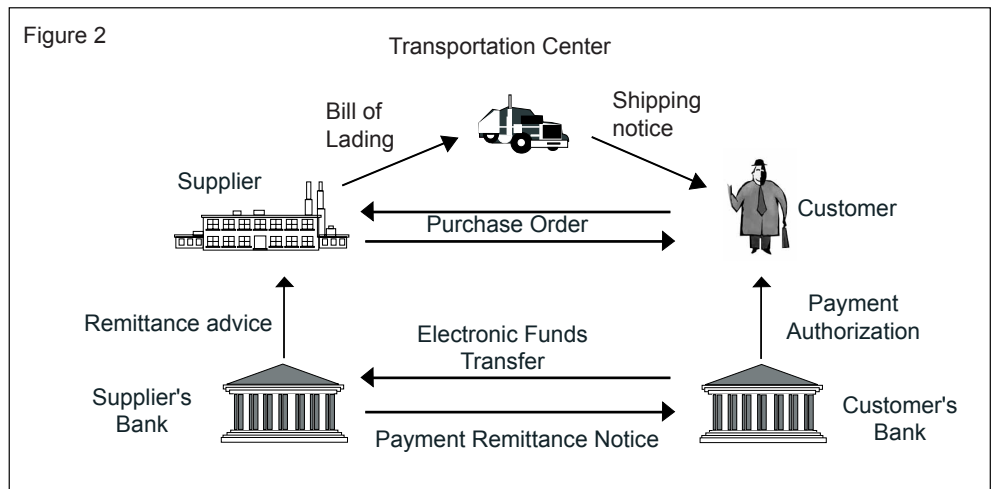 Figure 2
Transportation Center
Bill of
Lading
Shipping
notice
Supplier
Customer
Purchase Order
Remittance advice
Payment
Authorization
Electronic Funds
Transfer
Supplier's
Bank
Customer's
Bank
Payment Remittance Notice